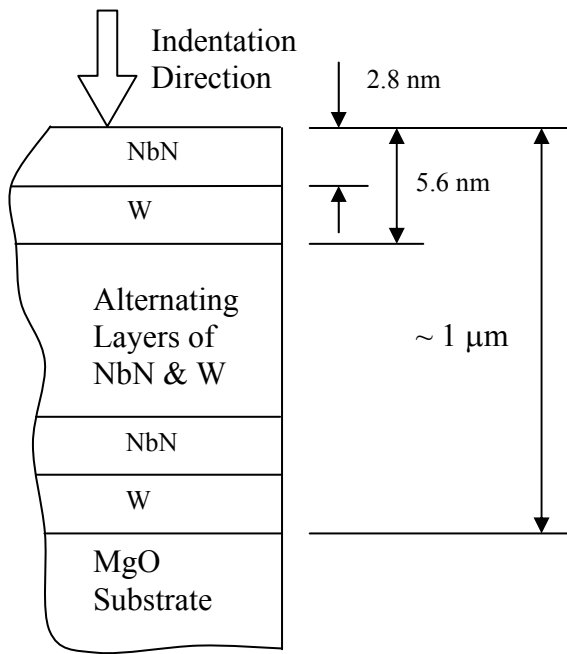 Indentation
Direction
2.8 nm
NbN
5.6 nm
W
Alternating
Layers of
NbN & W
~ 1 μm
NbN
W
MgO
Substrate